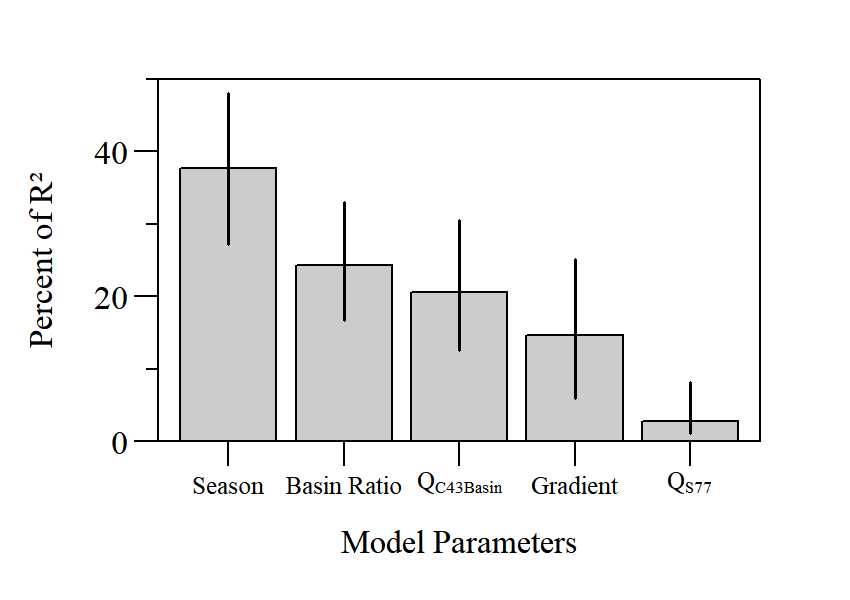 Percent of R²
40
20
0
Season Basin Ratio QC43Basin Gradient QS77
Model Parameters